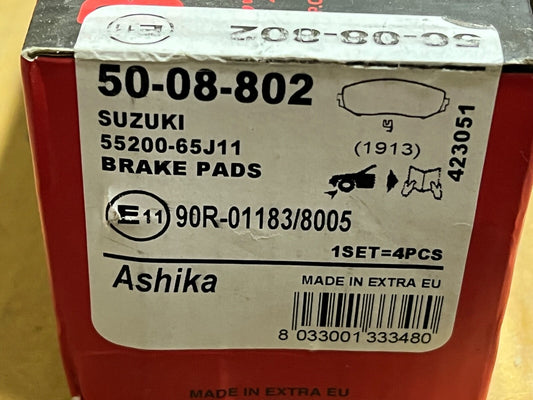 E11 50-08-802
50-08-802
SUZUKI
55200-65J11
BRAKE PADS
(1913)
423051
E11 90R-01183/8005
1SET=4PCS
Ashika
MADE IN EXTRA EU
8 033001 333480
MADE IN EXTRA EU